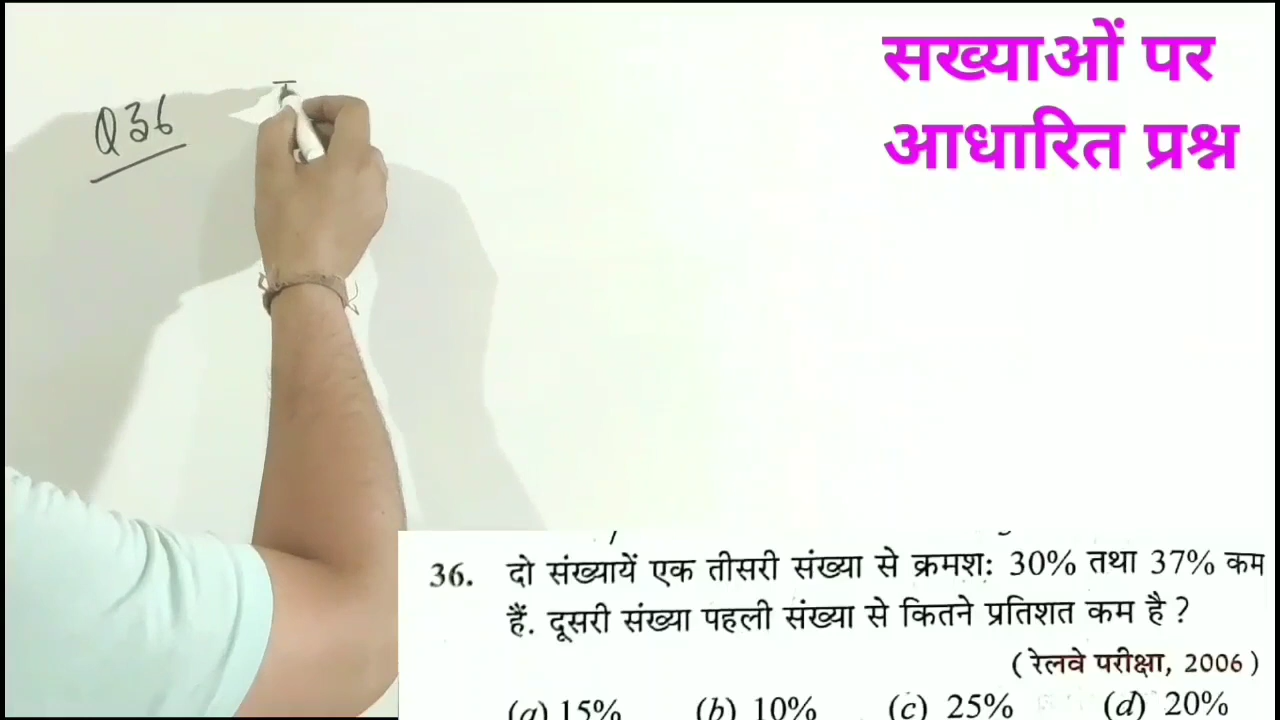 सख्याओं पर
आधारित प्रश्न
Q36
36. दो संख्यायें एक तीसरी संख्या से क्रमश: 30% तथा 37% कम
हैं. दूसरी संख्या पहली संख्या से कितने प्रतिशत कम है ?
( रेलवे परीक्षा, 2006 )
(a) 15% (b) 10% (c) 25% (d) 20%